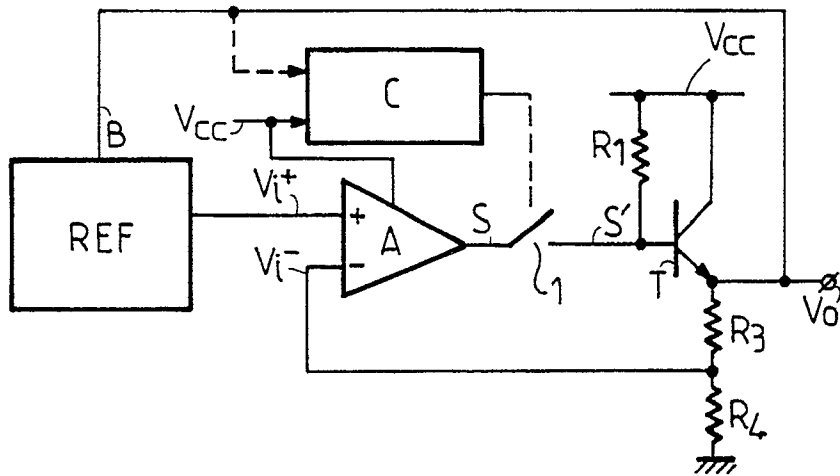 VCC
C
VCC
B
R1
REF
Vi+
+
A
S
S'
Vi-
-
1
T
Vo
R3
R4